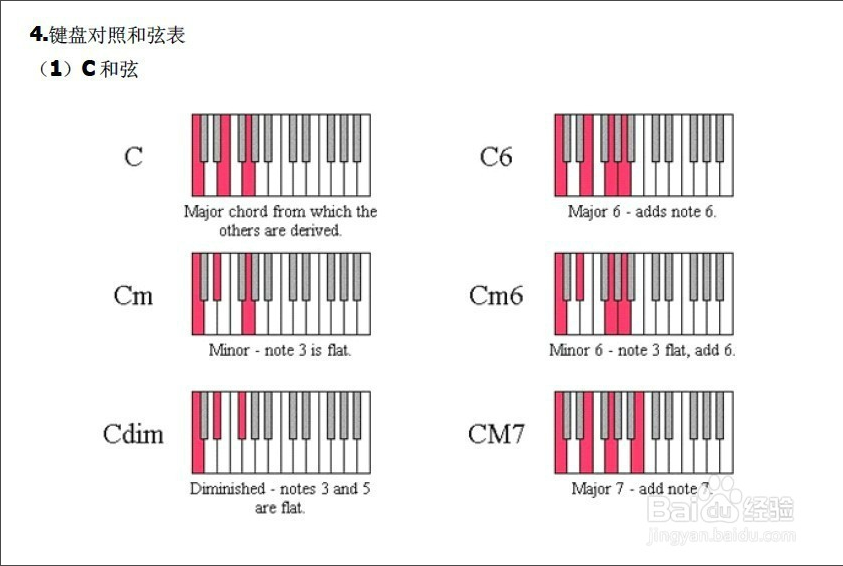 4.键盘对照和弦表
（1）C 和弦
C
Major chord from which the
others are derived.
C6
Major 6 - adds note 6.
Cm
Minor - note 3 is flat.
Cm6
Minor 6 - note 3 flat, add 6.
Cdim
Diminished - notes 3 and 5
are flat.
CM7
Major 7 - add note 7.
Baidu 经验
jingyan.baidu.com